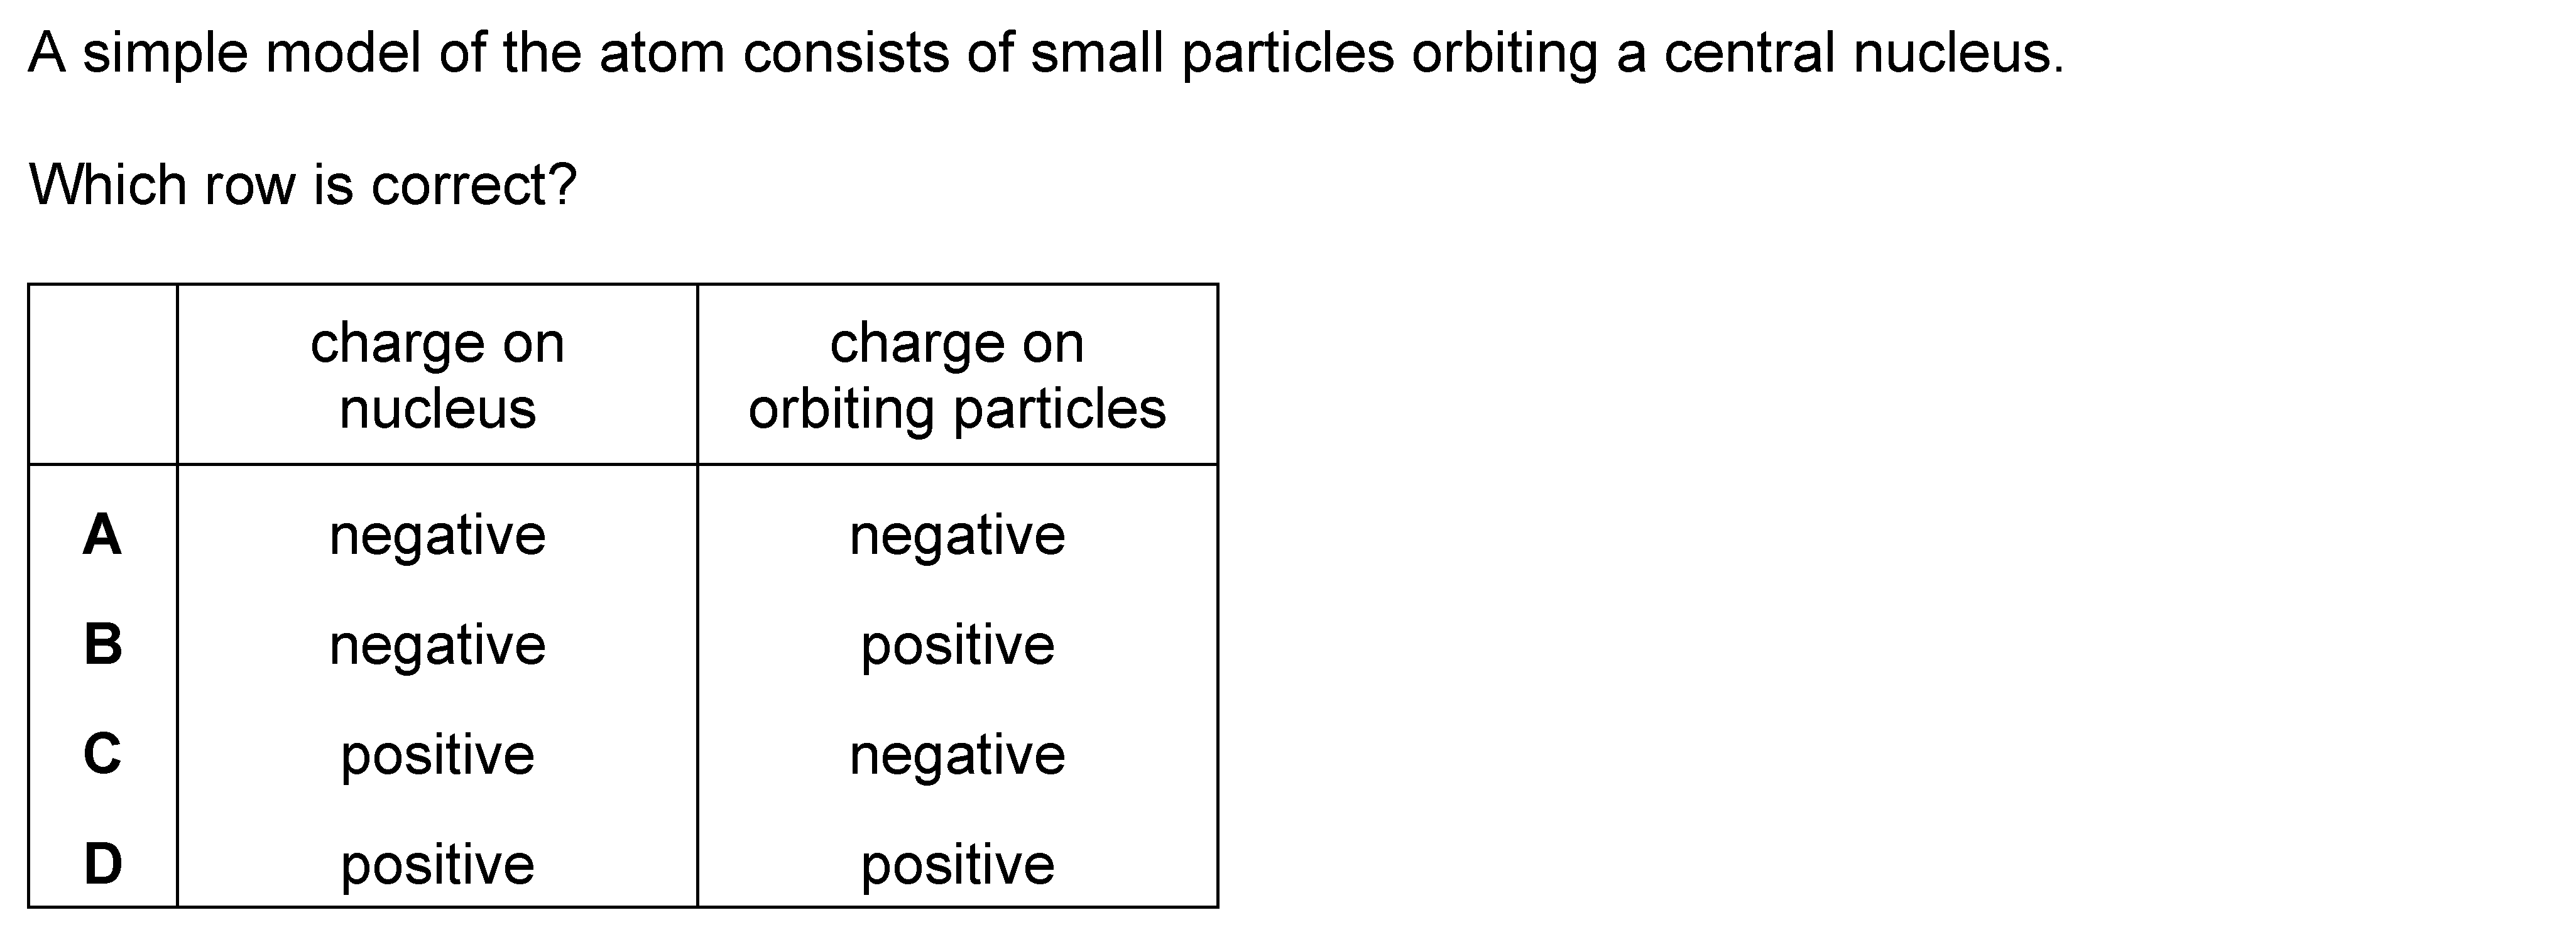 A simple model of the atom consists of small particles orbiting a central nucleus.
Which row is correct?
charge on nucleus charge on orbiting particles
A negative negative
B negative positive
C positive negative
D positive positive